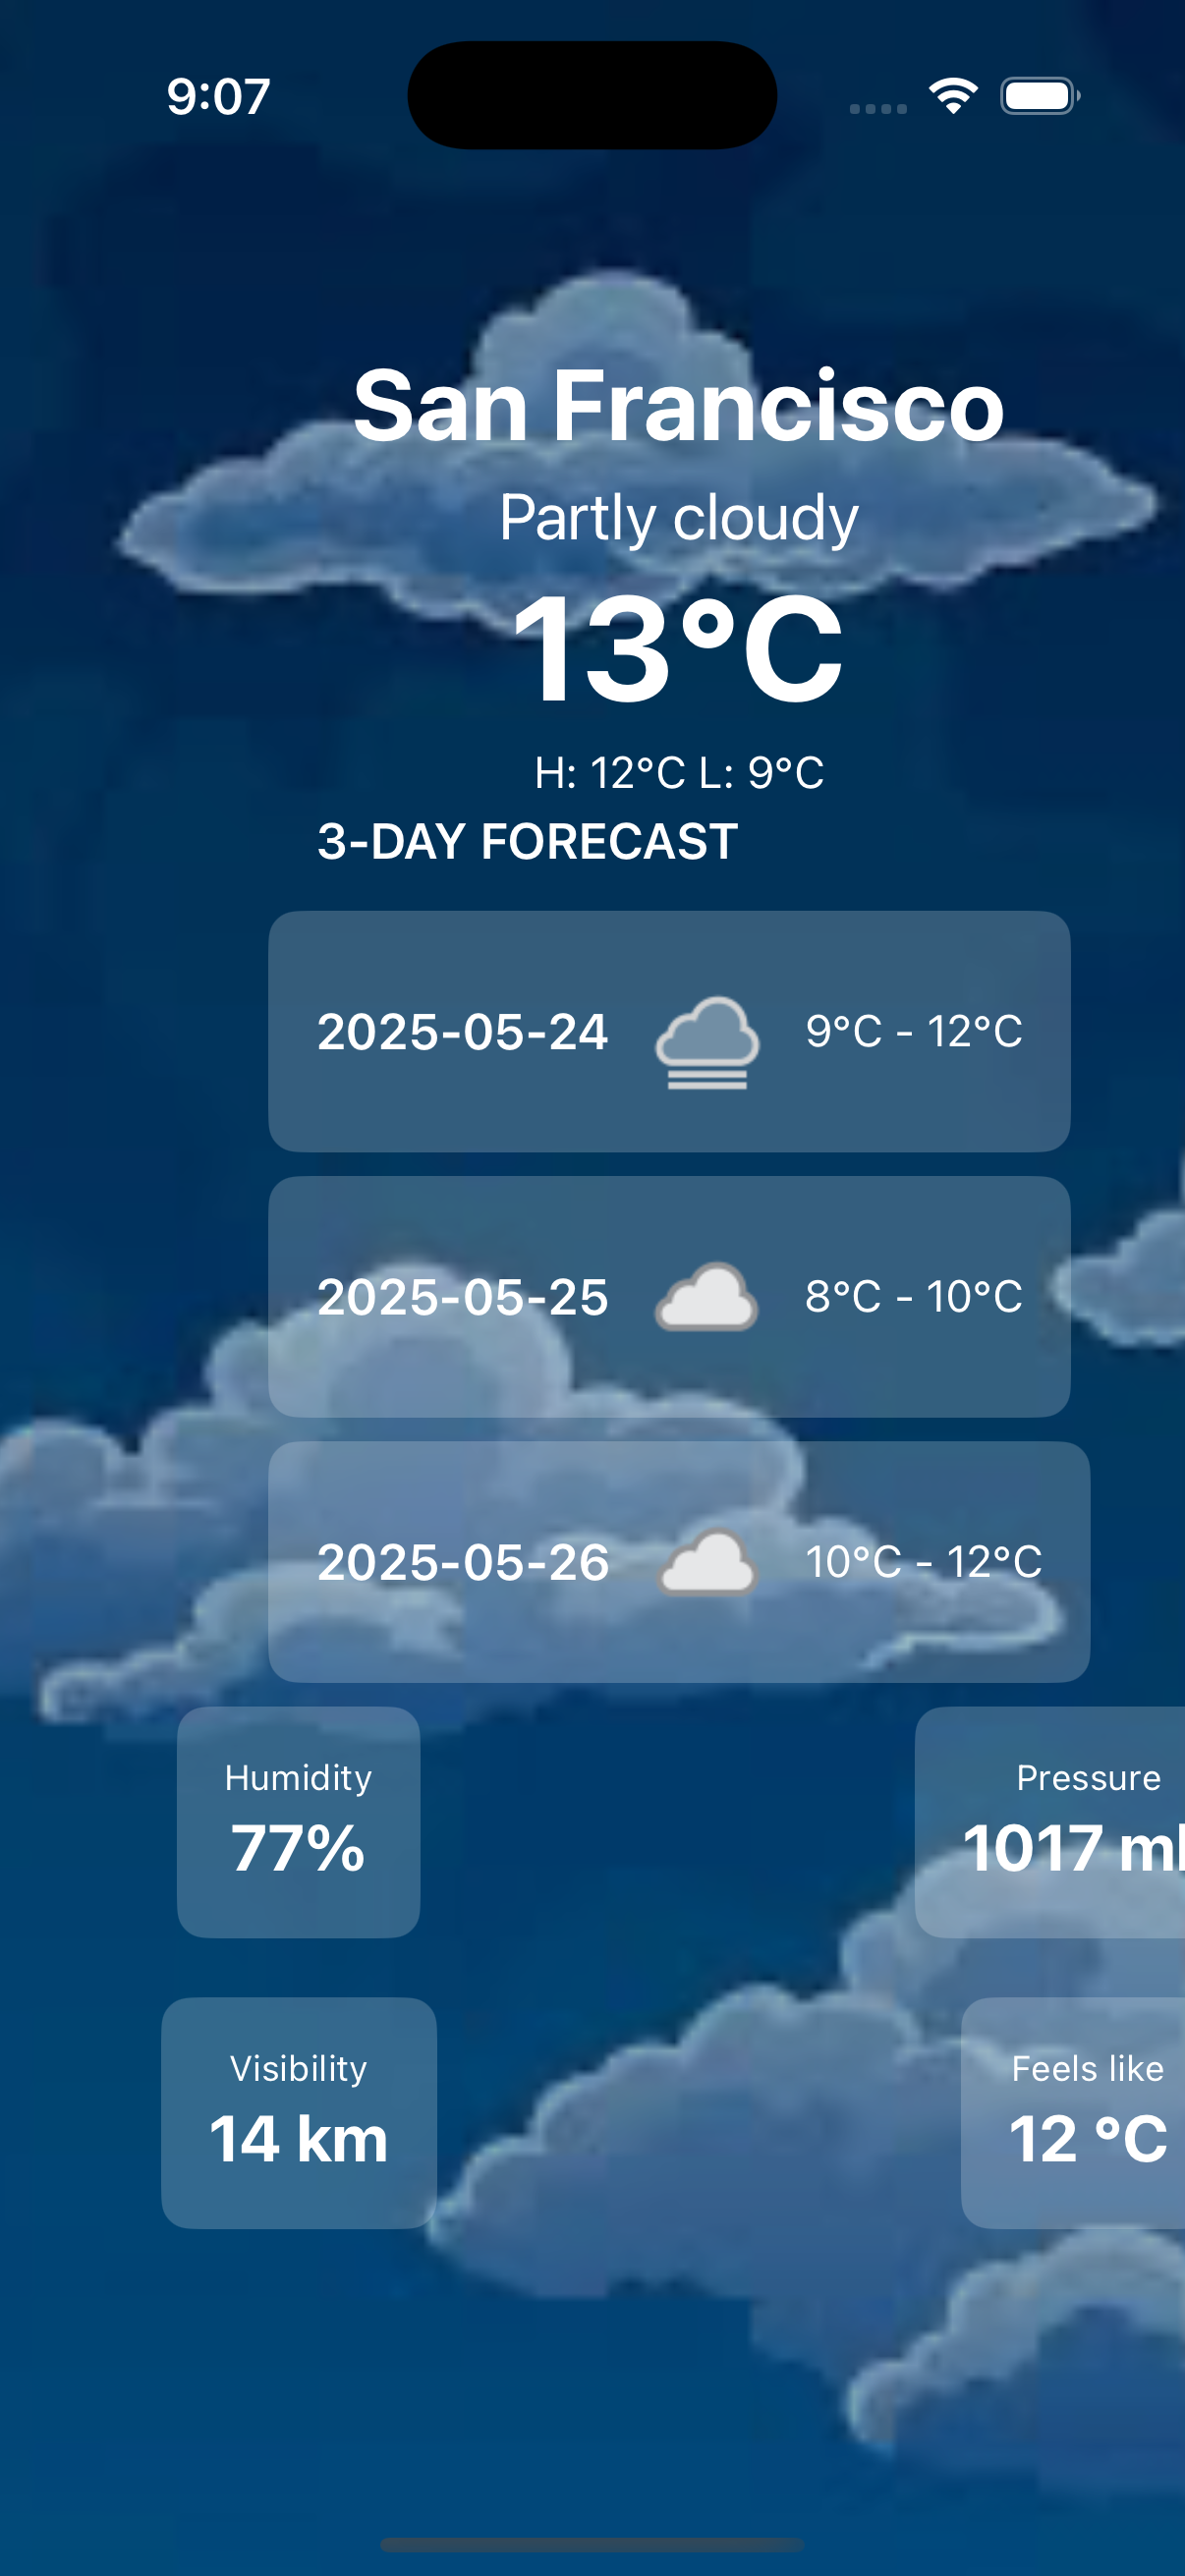 9:07
San Francisco
Partly cloudy
13°C
H: 12°C L: 9°C
3-DAY FORECAST
2025-05-24 9°C - 12°C
2025-05-25 8°C - 10°C
2025-05-26 10°C - 12°C
Humidity Pressure
77% 1017
Visibility Feels like
14 km 12 °C